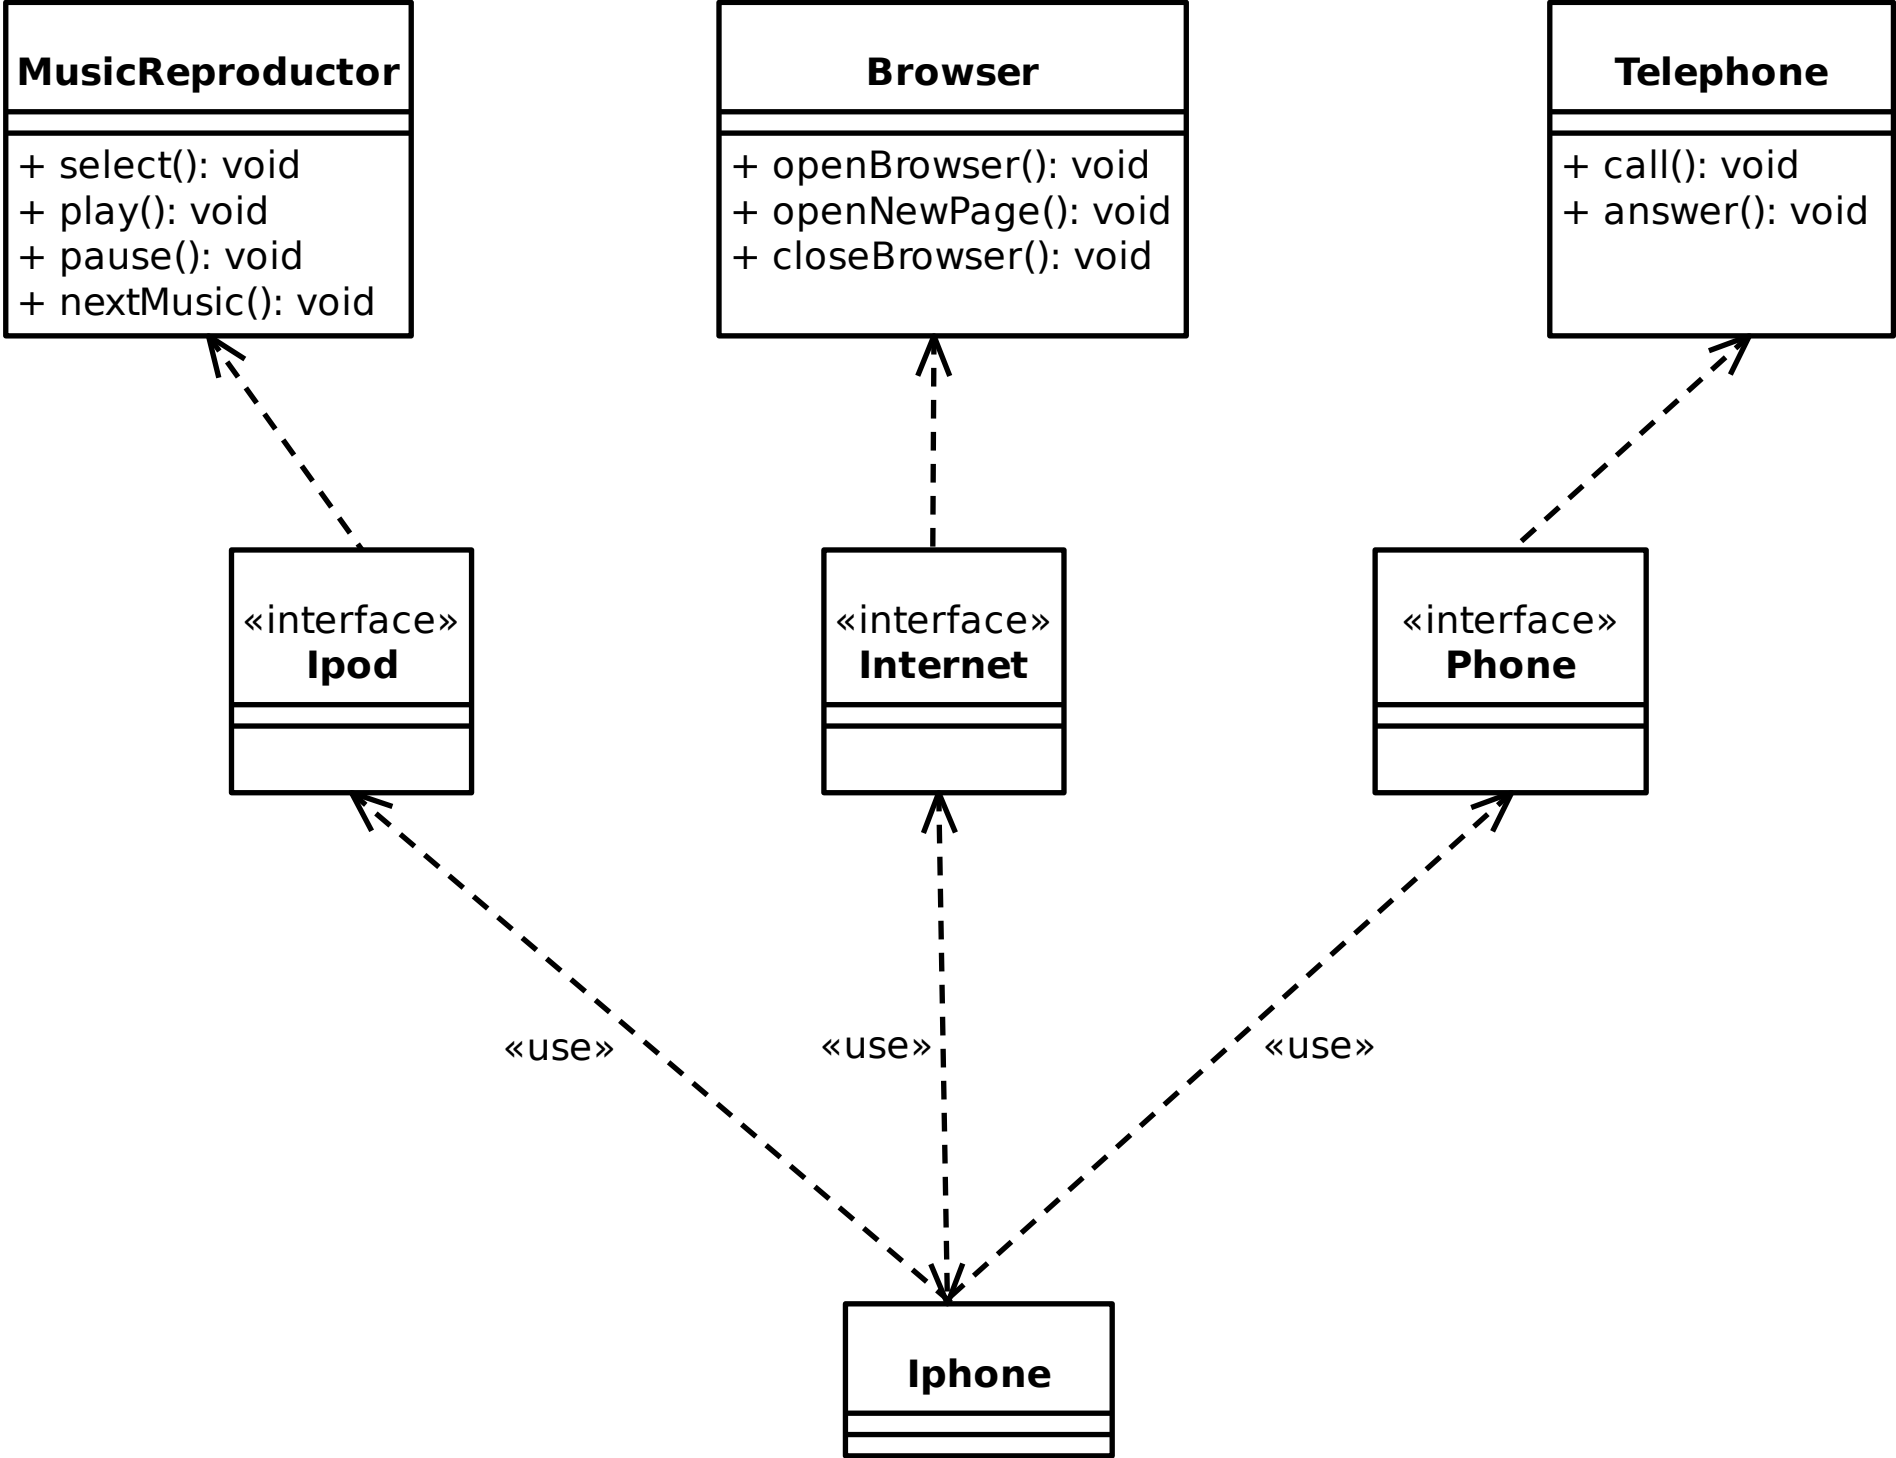 MusicReproductor
+ select(): void
+ play(): void
+ pause(): void
+ nextMusic(): void
Browser
+ openBrowser(): void
+ openNewPage(): void
+ closeBrowser(): void
Telephone
+ call(): void
+ answer(): void
«interface»
Ipod
«interface»
Internet
«interface»
Phone
«use»
«use»
«use»
Iphone